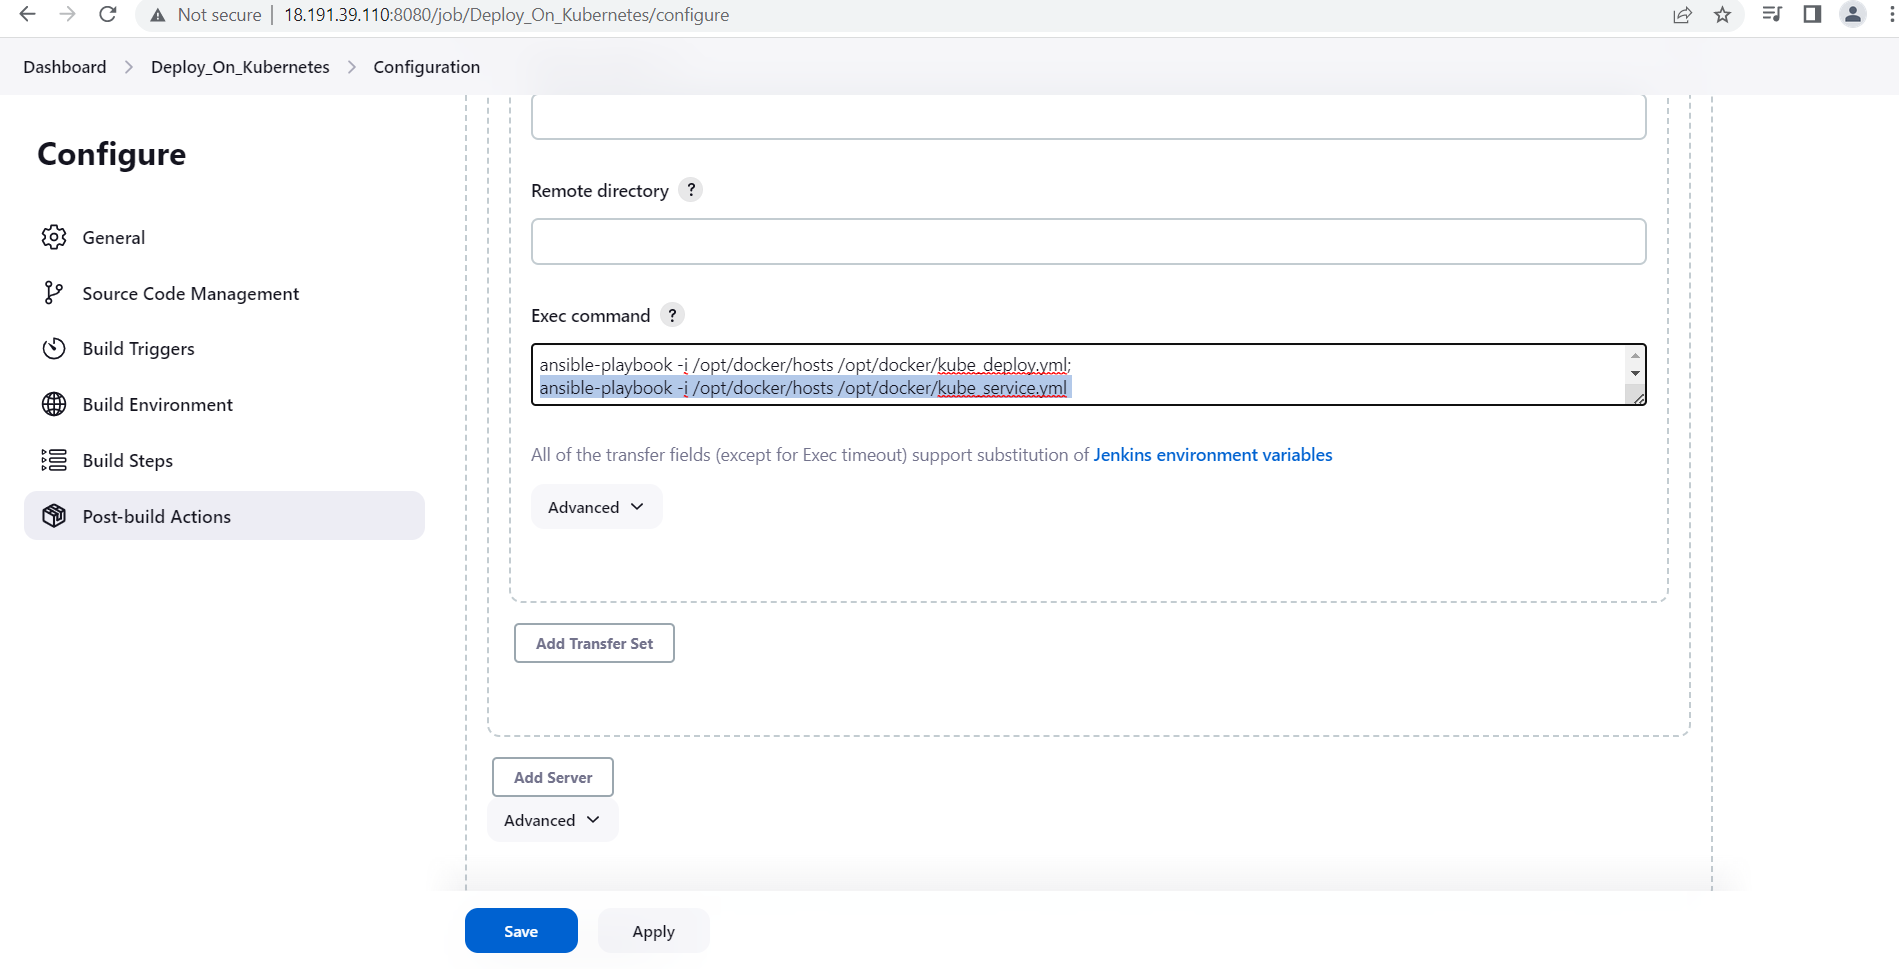 Not secure | 18.191.39.110:8080/job/Deploy_On_Kubernetes/configure
Dashboard > Deploy_On_Kubernetes > Configuration
Configure
General
Source Code Management
Build Triggers
Build Environment
Build Steps
Post-build Actions
Remote directory ?
Exec command ?
ansible-playbook -i /opt/docker/hosts /opt/docker/kube_deploy.yml;
ansible-playbook -i /opt/docker/hosts /opt/docker/kube_service.yml
All of the transfer fields (except for Exec timeout) support substitution of Jenkins environment variables
Advanced
Add Transfer Set
Add Server
Advanced
Save
Apply